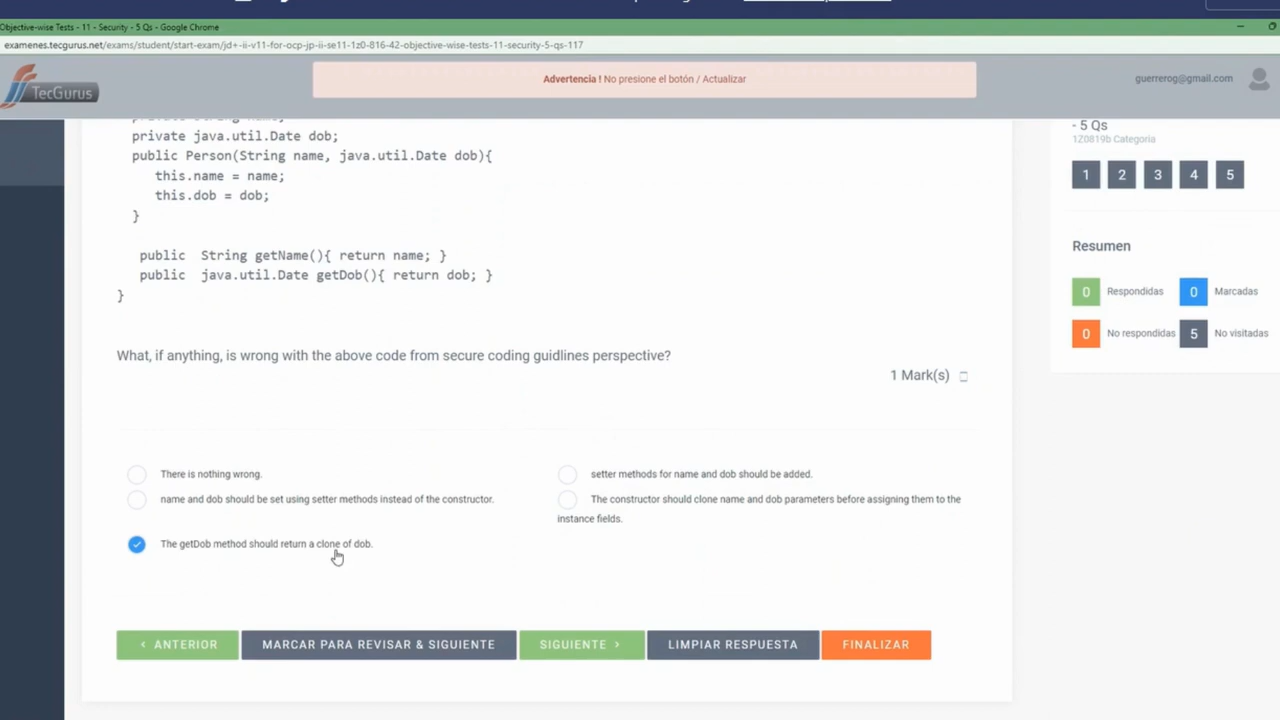 Objective-wise Tests - 11 - Security - 5 Qs - Google Chrome
examenes.tecgurus.net/exams/student/start-exam/jd+-ii-v11-for-ocp-jp-ii-se11-1z0-816-42-objective-wise-tests-11-security-5-qs-117
TecGurus
Advertencia ! No presione el botón / Actualizar
guerrerog@gmail.com
private java.util.Date dob;
public Person(String name, java.util.Date dob){
this.name = name;
this.dob = dob;
}
public String getName(){ return name; }
public java.util.Date getDob(){ return dob; }
}
What, if anything, is wrong with the above code from secure coding guidlines perspective?
1 Mark(s)
There is nothing wrong.
setter methods for name and dob should be added.
name and dob should be set using setter methods instead of the constructor.
The constructor should clone name and dob parameters before assigning them to the
instance fields.
The getDob method should return a clone of dob.
< ANTERIOR
MARCAR PARA REVISAR & SIGUIENTE
SIGUIENTE >
LIMPIAR RESPUESTA
FINALIZAR
- 5 Qs
1Z0819b Categoria
1 2 3 4 5
Resumen
0 Respondidas
0 Marcadas
0 No respondidas
5 No visitadas